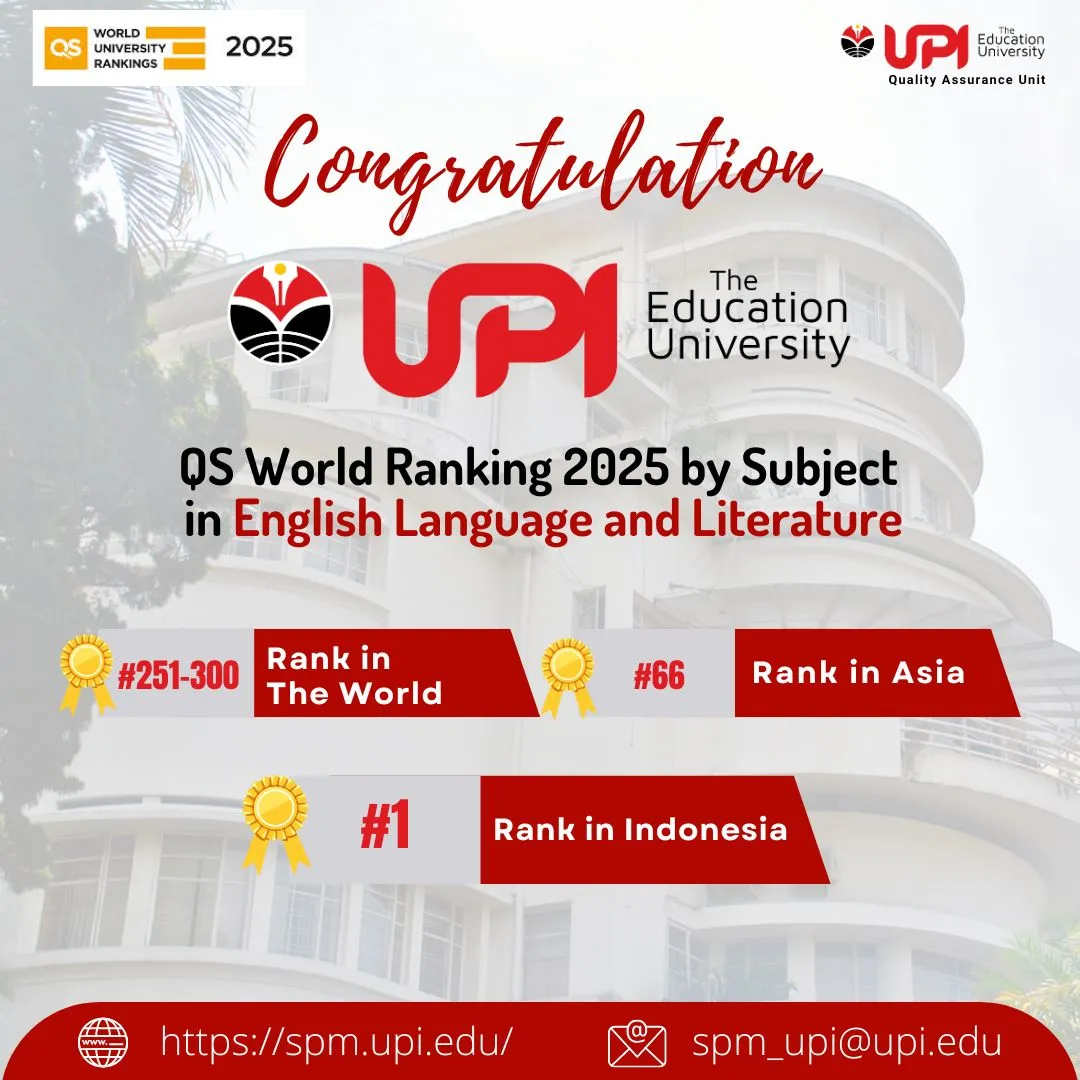 QS
WORLD
UNIVERSITY
RANKINGS
2025
UPI
The
Education
University
Quality Assurance Unit
Congratulation
UPI
The
Education
University
QS World Ranking 2025 by Subject
in English Language and Literature
#251-300
Rank in
The World
#66
Rank in Asia
#1
Rank in Indonesia
www.
https://spm.upi.edu/
@
spm_upi@upi.edu